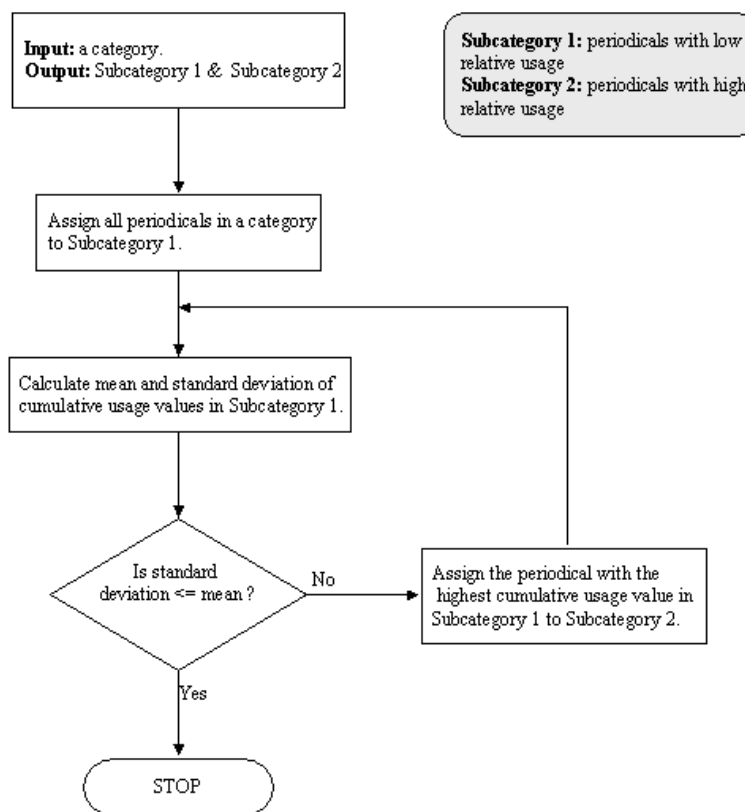 Input: a category.
Output: Subcategory 1 & Subcategory 2
Subcategory 1: periodicals with low
relative usage
Subcategory 2: periodicals with high
relative usage
Assign all periodicals in a category
to Subcategory 1.
Calculate mean and standard deviation of
cumulative usage values in Subcategory 1.
Is standard
deviation <= mean ?
No
Assign the periodical with the
highest cumulative usage value in
Subcategory 1 to Subcategory 2.
Yes
STOP